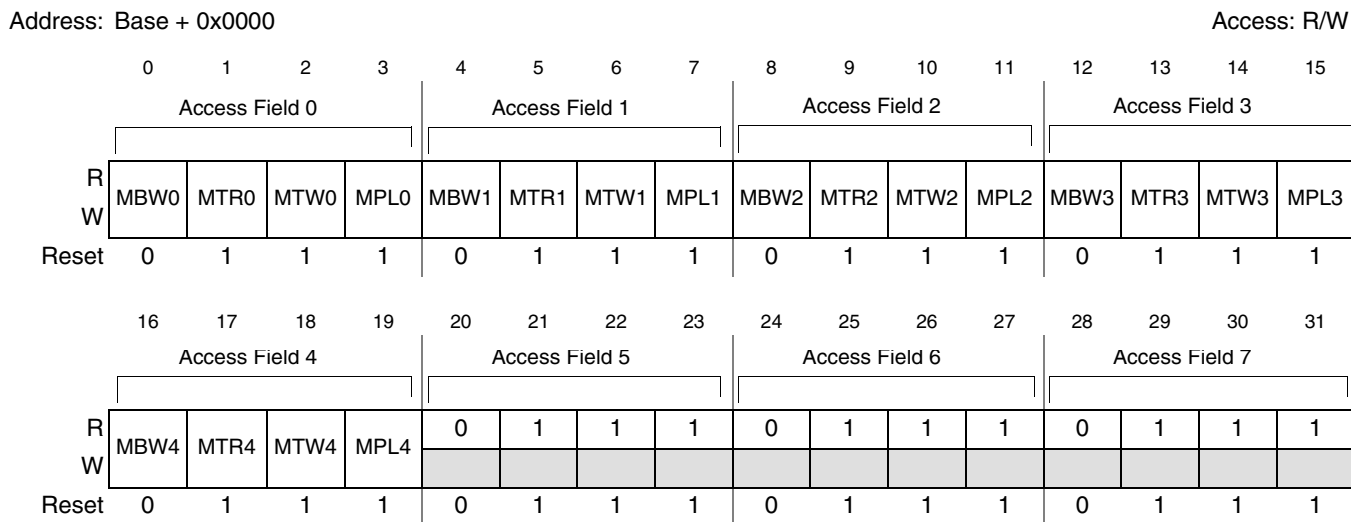 Address: Base + 0x0000 Access: R/W
0 1 2 3 4 5 6 7 8 9 10 11 12 13 14 15
Access Field 0 Access Field 1 Access Field 2 Access Field 3
R
MBW0 MTR0 MTW0 MPL0 MBW1 MTR1 MTW1 MPL1 MBW2 MTR2 MTW2 MPL2 MBW3 MTR3 MTW3 MPL3
W
Reset 0 1 1 1 0 1 1 1 0 1 1 1 0 1 1 1
16 17 18 19 20 21 22 23 24 25 26 27 28 29 30 31
Access Field 4 Access Field 5 Access Field 6 Access Field 7
R 0 1 1 1 0 1 1 1 0 1 1 1
MBW4 MTR4 MTW4 MPL4
W
Reset 0 1 1 1 0 1 1 1 0 1 1 1 0 1 1 1